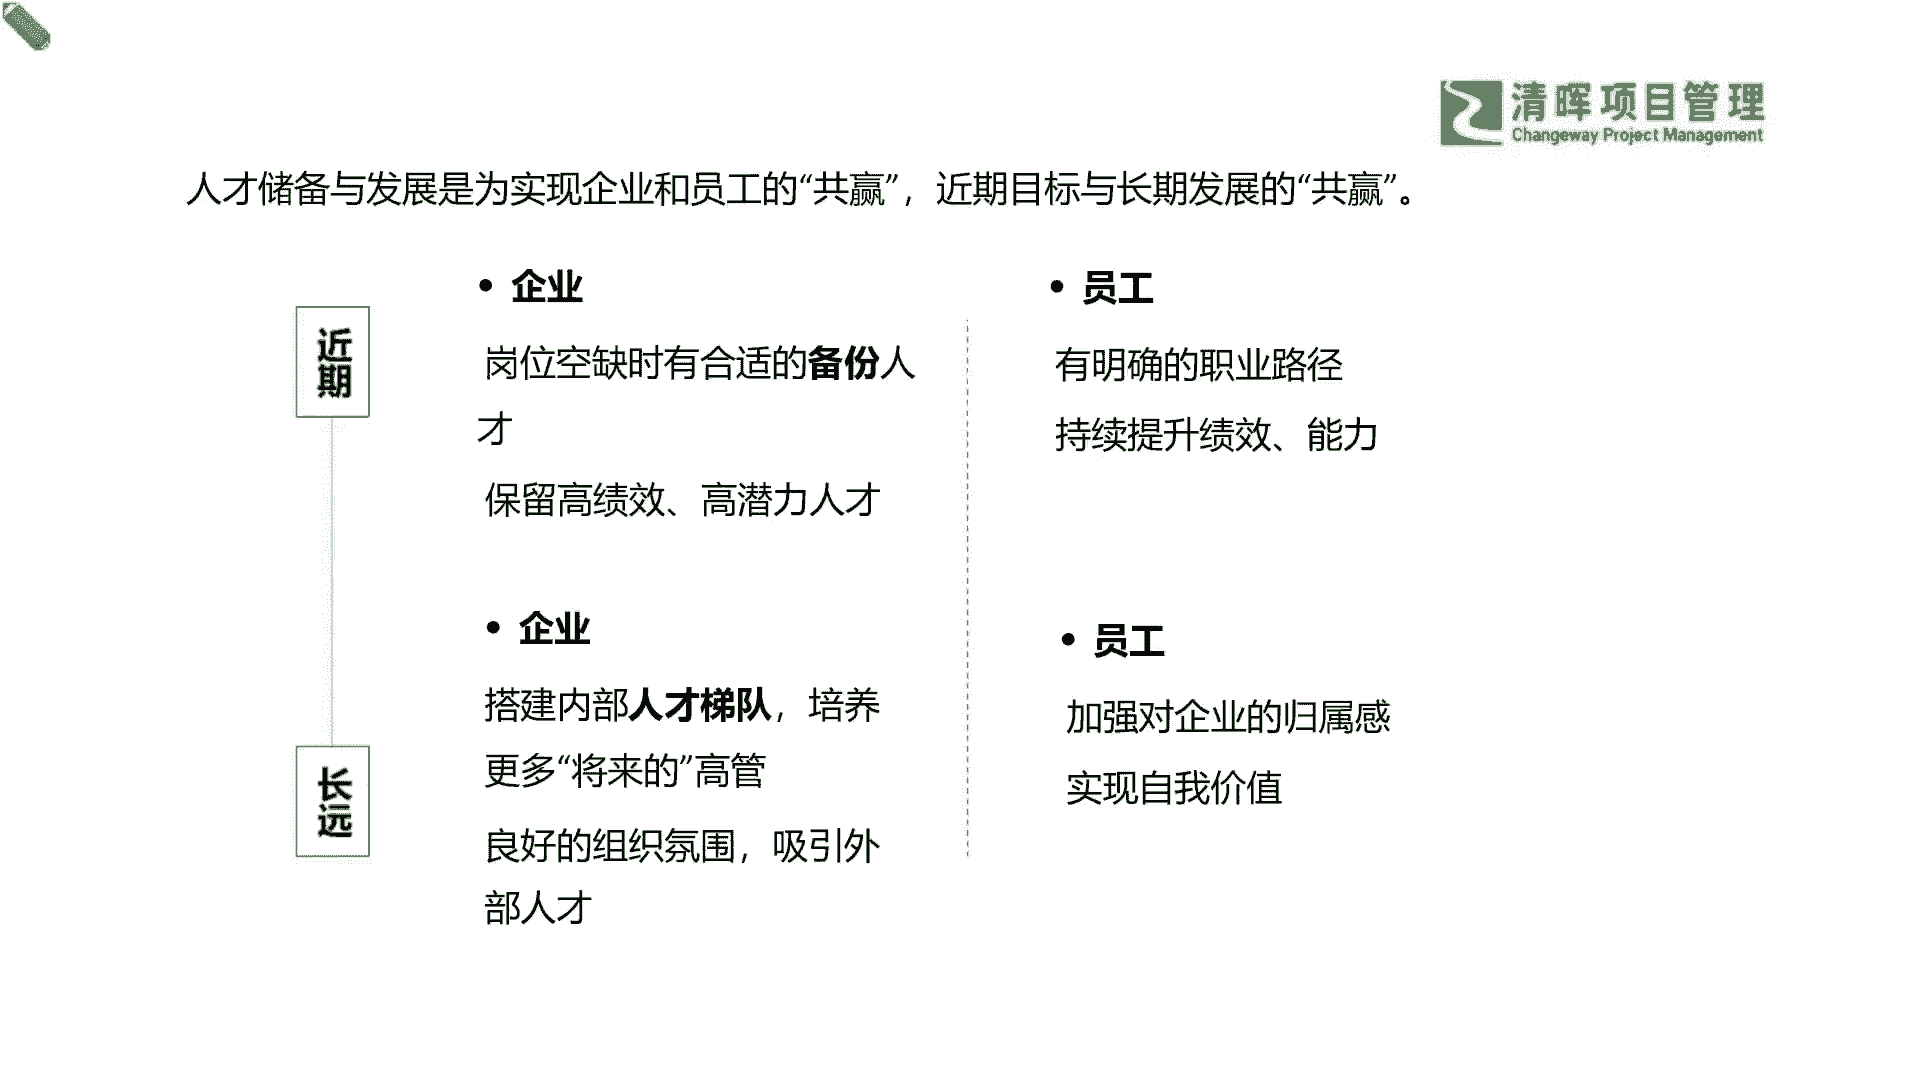 清晖项目管理
Changeway Project Management
人才储备与发展是为实现企业和员工的“共赢”，近期目标与长期发展的“共赢”。
近期
• 企业
岗位空缺时有合适的备份人
才
保留高绩效、高潜力人才
• 员工
有明确的职业路径
持续提升绩效、能力
长远
• 企业
搭建内部人才梯队，培养
更多“将来的”高管
良好的组织氛围，吸引外
部人才
• 员工
加强对企业的归属感
实现自我价值